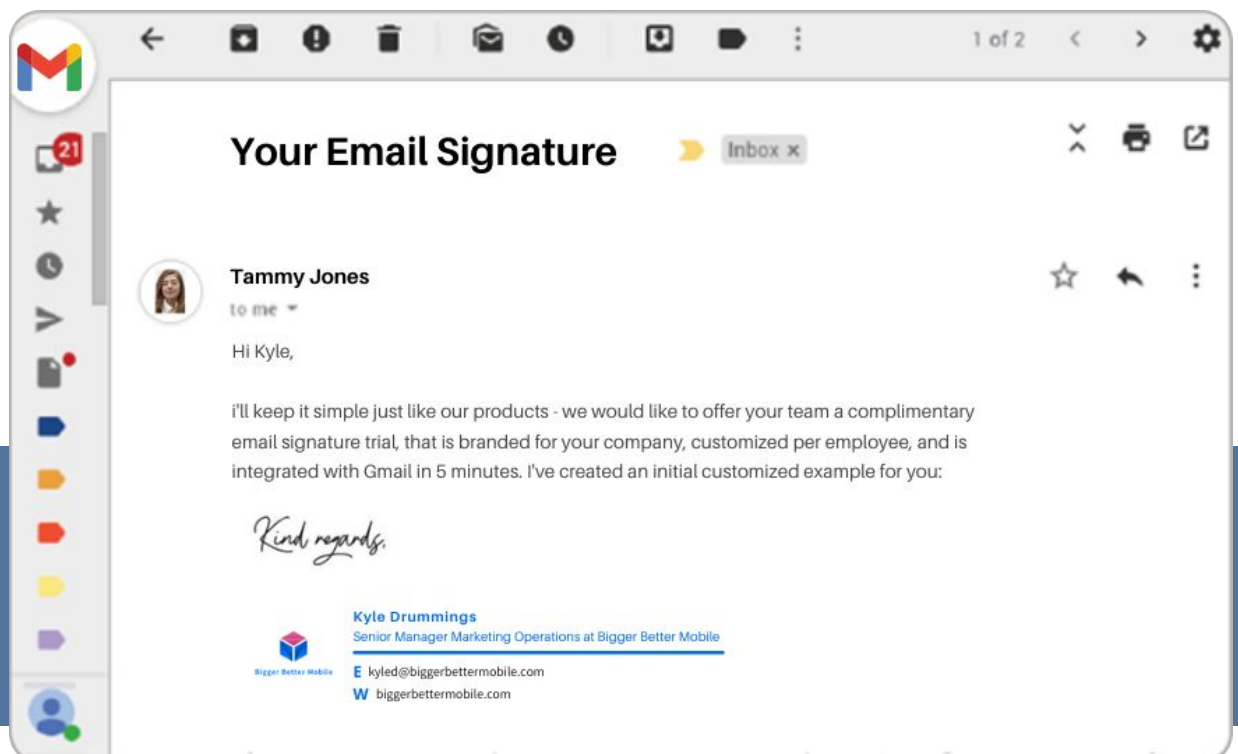 1 of 2
21
Your Email Signature
Inbox x
Tammy Jones
to me
Hi Kyle,
i'll keep it simple just like our products - we would like to offer your team a complimentary
email signature trial, that is branded for your company, customized per employee, and is
integrated with Gmail in 5 minutes. I've created an initial customized example for you:
Kind regards,
Kyle Drummings
Senior Manager Marketing Operations at Bigger Better Mobile
Bigger Better Mobile
E kyled@biggerbettermobile.com
W biggerbettermobile.com